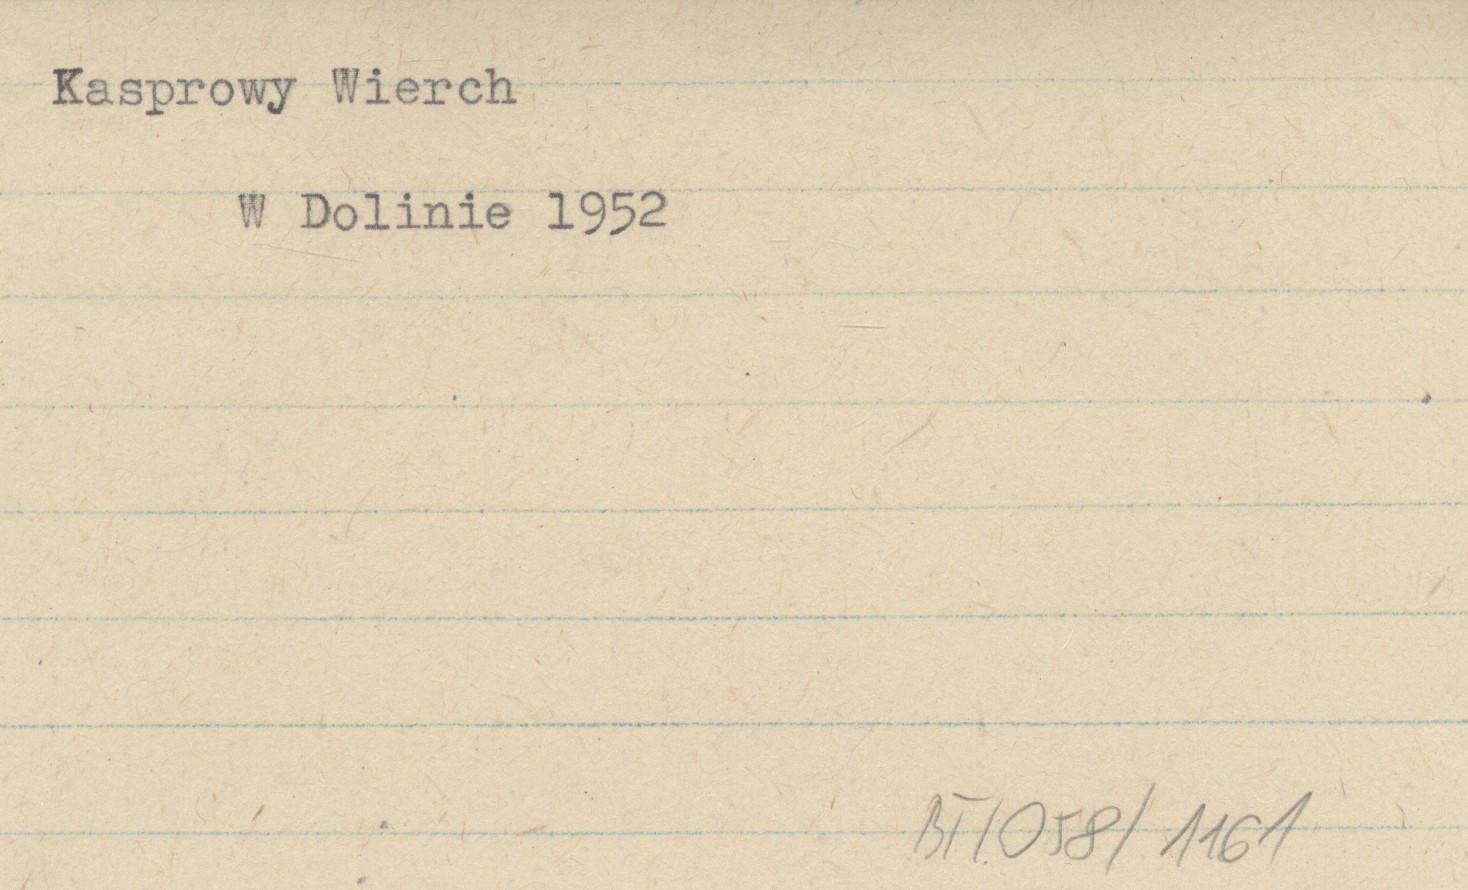 Kasprowy Wierch
W Dolinie 1952
BT/058/1161